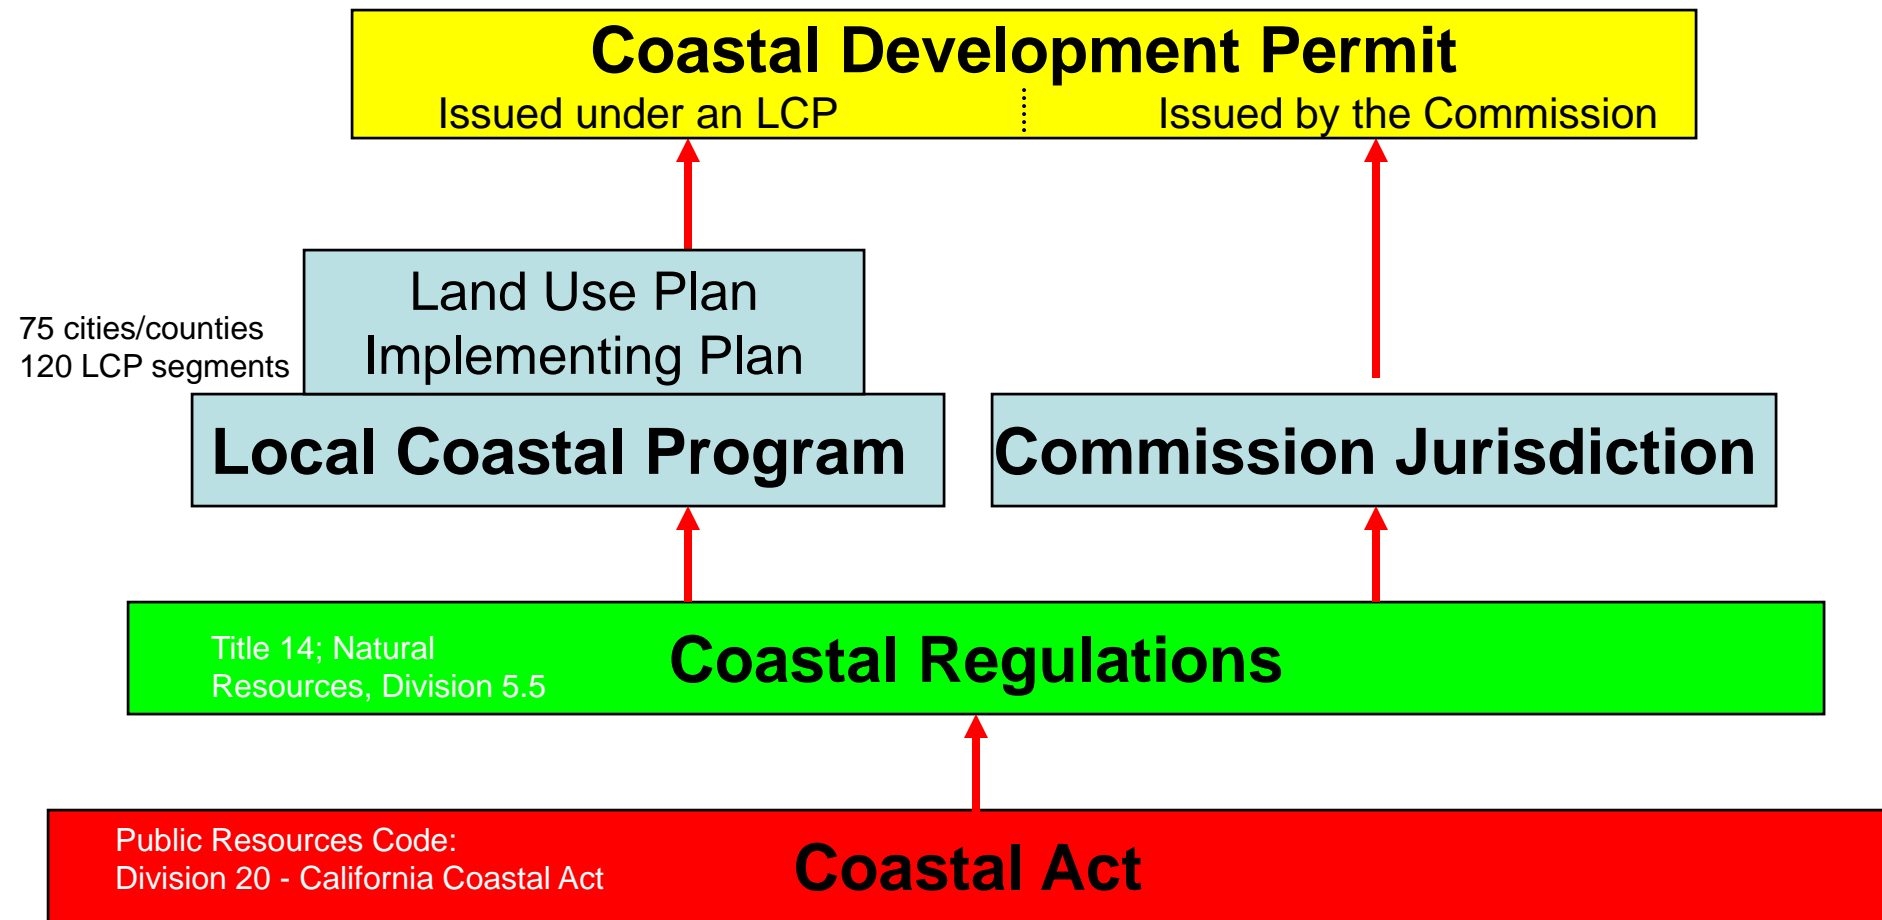 Coastal Development Permit
Issued under an LCP
Issued by the Commission
Land Use Plan
Implementing Plan
75 cities/counties
120 LCP segments
Local Coastal Program
Commission Jurisdiction
Title 14; Natural
Resources, Division 5.5
Coastal Regulations
Public Resources Code:
Division 20 - California Coastal Act
Coastal Act